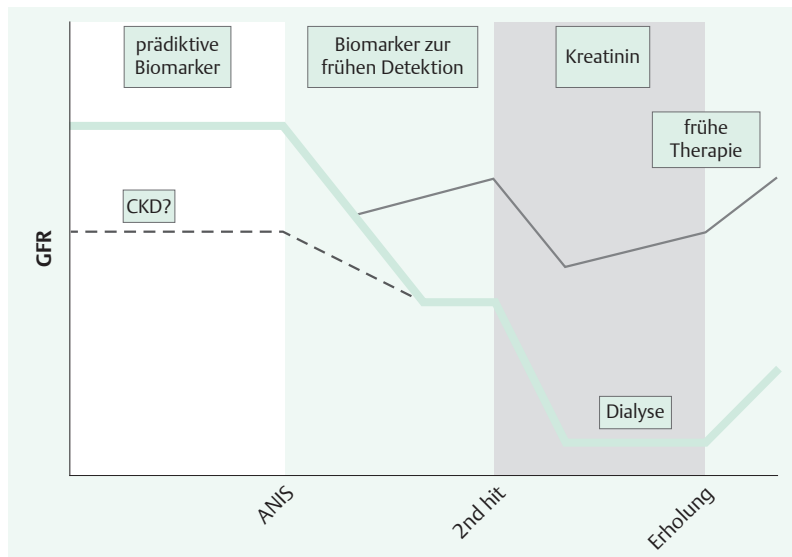 prädiktive
Biomarker
Biomarker zur
frühen Detektion
Kreatinin
frühe
Therapie
CKD?
GFR
Dialyse
ANIS
2nd hit
Erholung